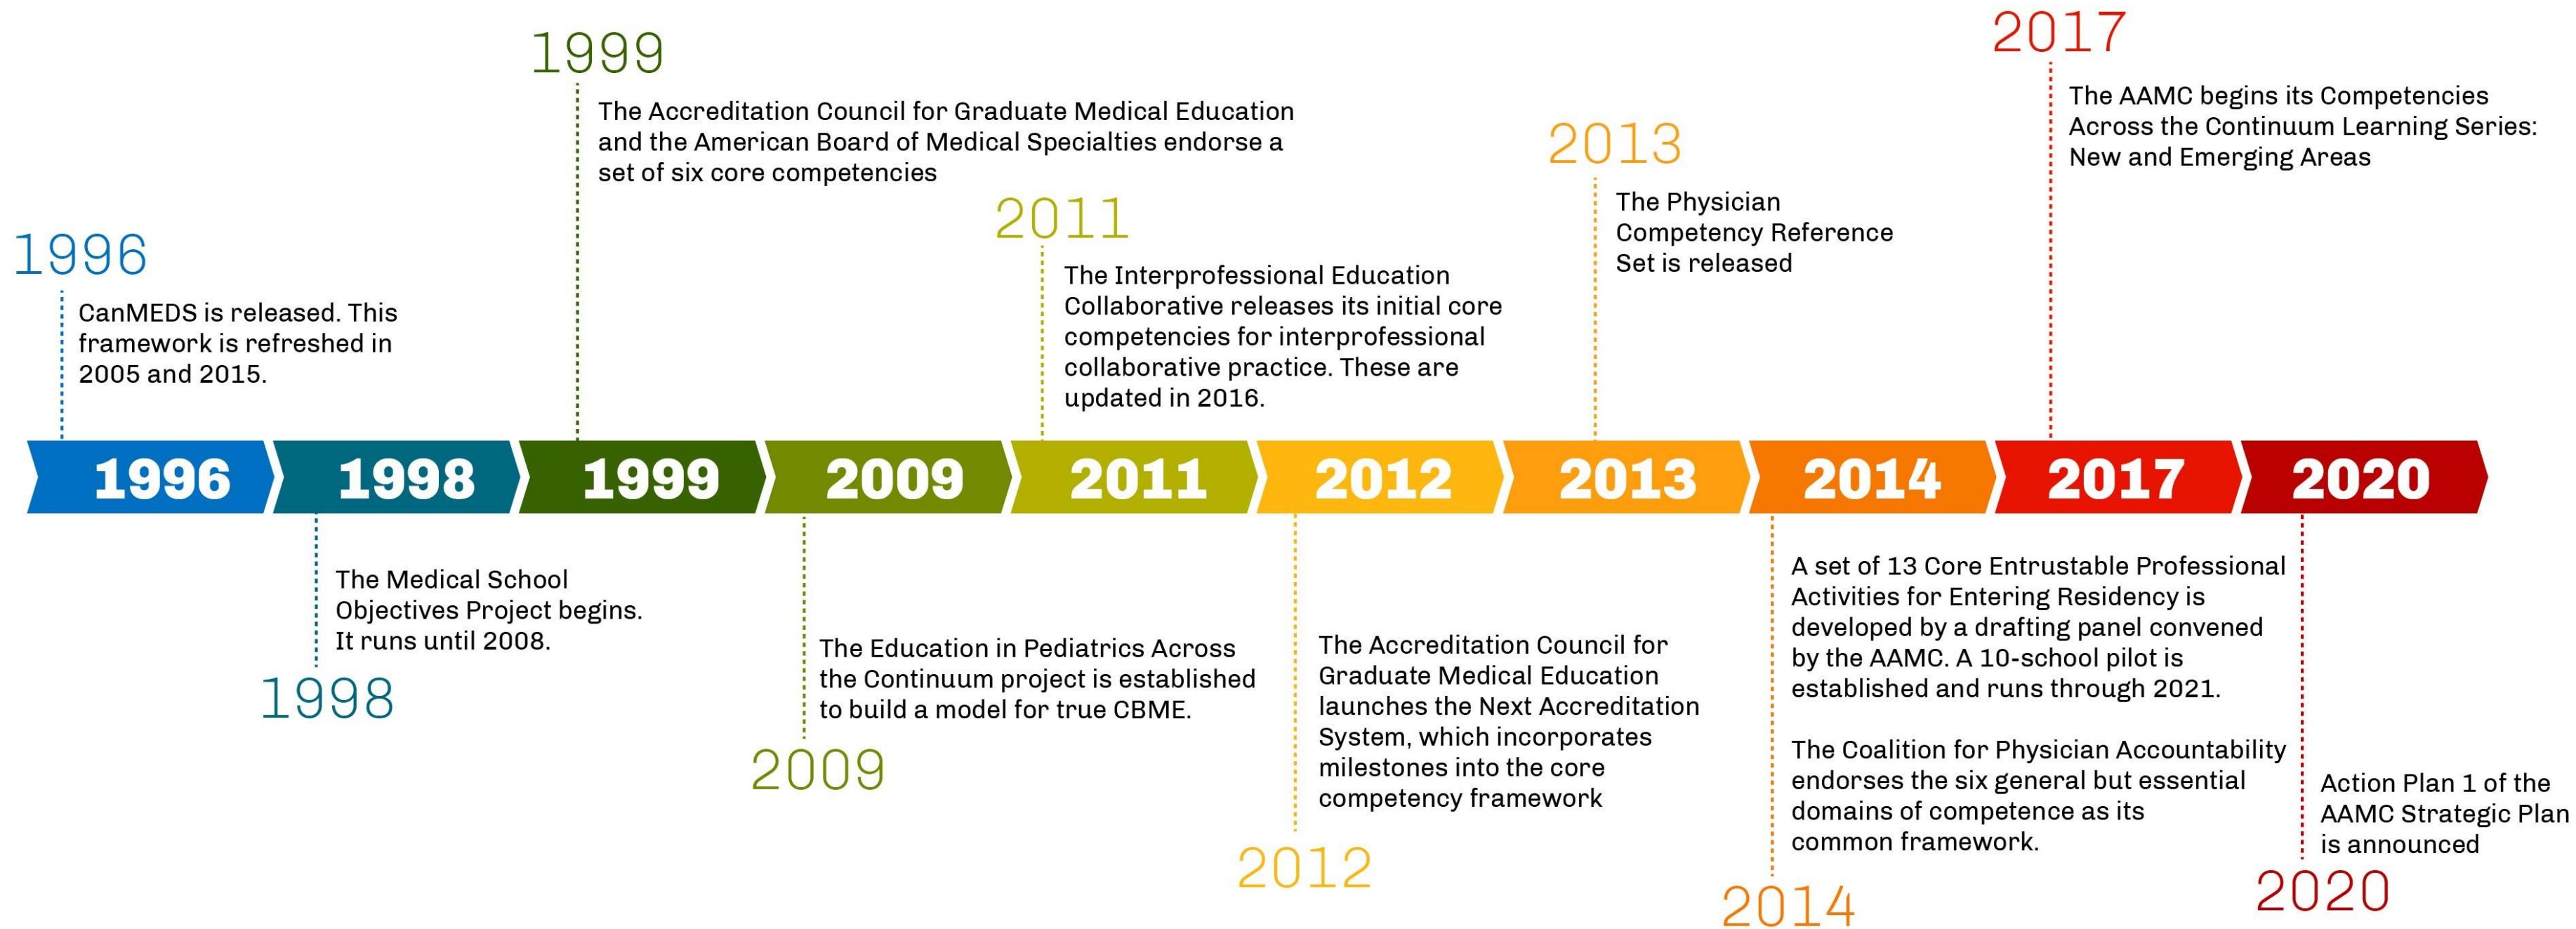 1996
CanMEDS is released. This
framework is refreshed in
2005 and 2015.
1999
The Accreditation Council for Graduate Medical Education
and the American Board of Medical Specialties endorse a
set of six core competencies
2011
The Interprofessional Education
Collaborative releases its initial core
competencies for interprofessional
collaborative practice. These are
updated in 2016.
2013
The Physician
Competency Reference
Set is released
2017
The AAMC begins its Competencies
Across the Continuum Learning Series:
New and Emerging Areas
1996 1998 1999 2009 2011 2012 2013 2014 2017 2020
The Medical School
Objectives Project begins.
It runs until 2008.
1998
The Education in Pediatrics Across
the Continuum project is established
to build a model for true CBME.
2009
The Accreditation Council for
Graduate Medical Education
launches the Next Accreditation
System, which incorporates
milestones into the core
competency framework
2012
A set of 13 Core Entrustable Professional
Activities for Entering Residency is
developed by a drafting panel convened
by the AAMC. A 10-school pilot is
established and runs through 2021.
The Coalition for Physician Accountability
endorses the six general but essential
domains of competence as its
common framework.
2014
Action Plan 1 of the
AAMC Strategic Plan
is announced
2020